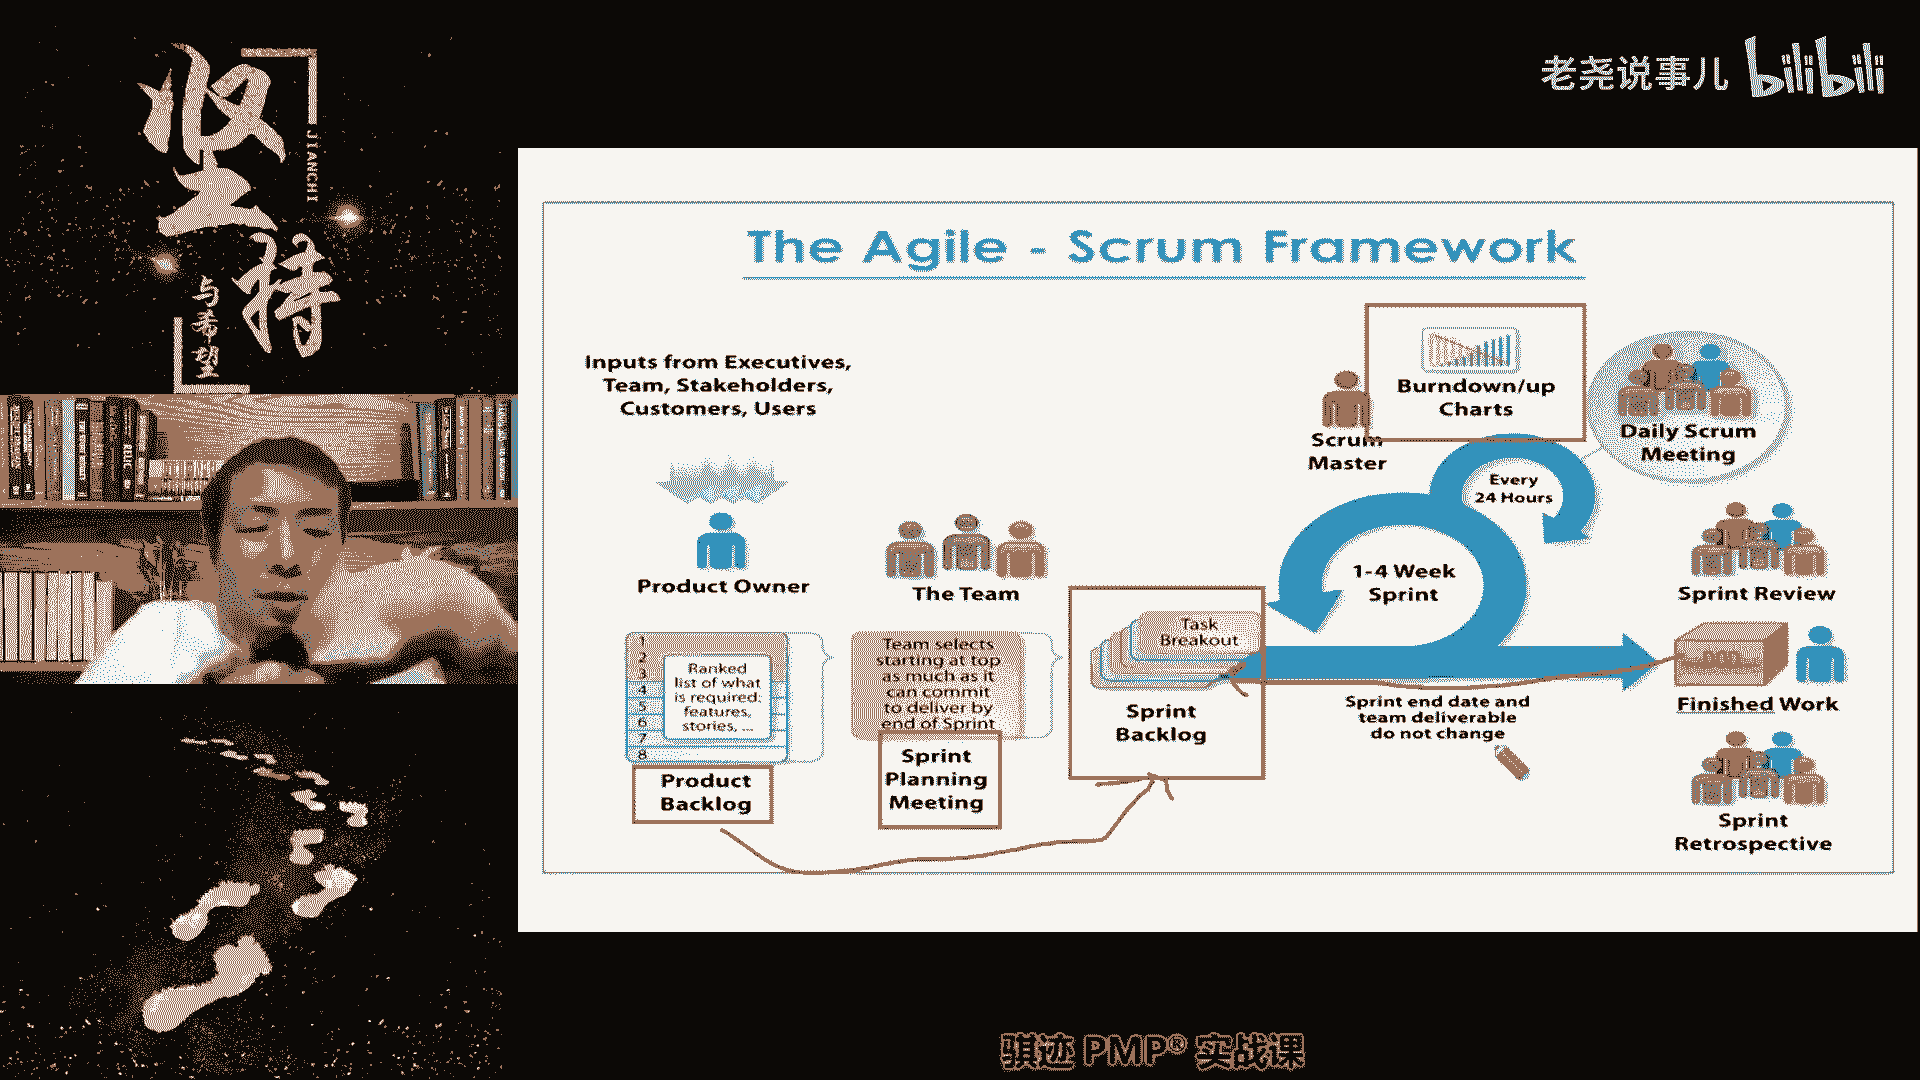 坚持
JIANCHI
与希望
老尧说事儿 bilibili
The Agile - Scrum Framework
Inputs from Executives,
Team, Stakeholders,
Customers, Users
Product Owner
The Team
1
2
3
4
5
6
7
8
Ranked
list of what
is required:
features,
stories, ...
Product
Backlog
Team selects
starting at top
as much as it
can commit
to deliver by
end of Sprint
Sprint
Planning
Meeting
Task
Breakout
Sprint
Backlog
Scrum
Master
Burndown/up
Charts
Daily Scrum
Meeting
Every
24 Hours
1-4 Week
Sprint
Sprint end date and
team deliverable
do not change
Sprint Review
Finished Work
Sprint
Retrospective
骐迹 PMP® 实战课